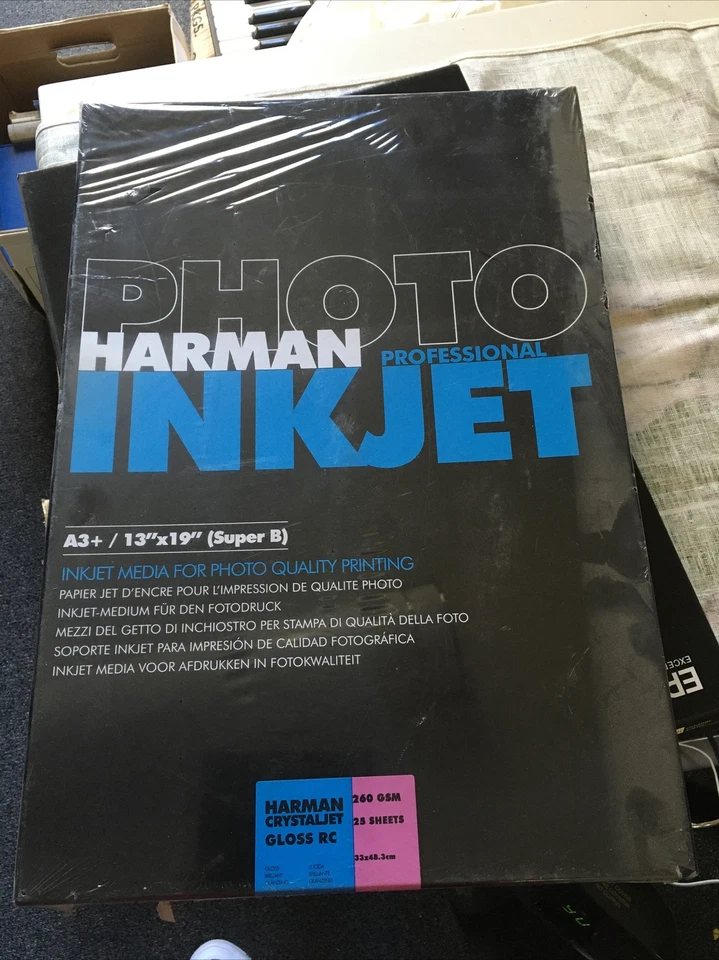 PHOTO
HARMAN
PROFESSIONAL
INKJET
A3+ / 13”x19” (Super B)
INKJET MEDIA FOR PHOTO QUALITY PRINTING
PAPIER JET D’ENCRE POUR L’IMPRESSION DE QUALITE PHOTO
INKJET-MEDIUM FÜR DEN FOTODRUCK
MEZZI DEL GETTO DI INCHIOSTRO PER STAMPA DI QUALITÀ DELLA FOTO
SOPORTE INKJET PARA IMPRESIÓN DE CALIDAD FOTOGRÁFICA
INKJET MEDIA VOOR AFDRUKKEN IN FOTOKWALITEIT
HARMAN
CRYSTALJET
GLOSS RC
260 GSM
25 SHEETS
33x48.3cm